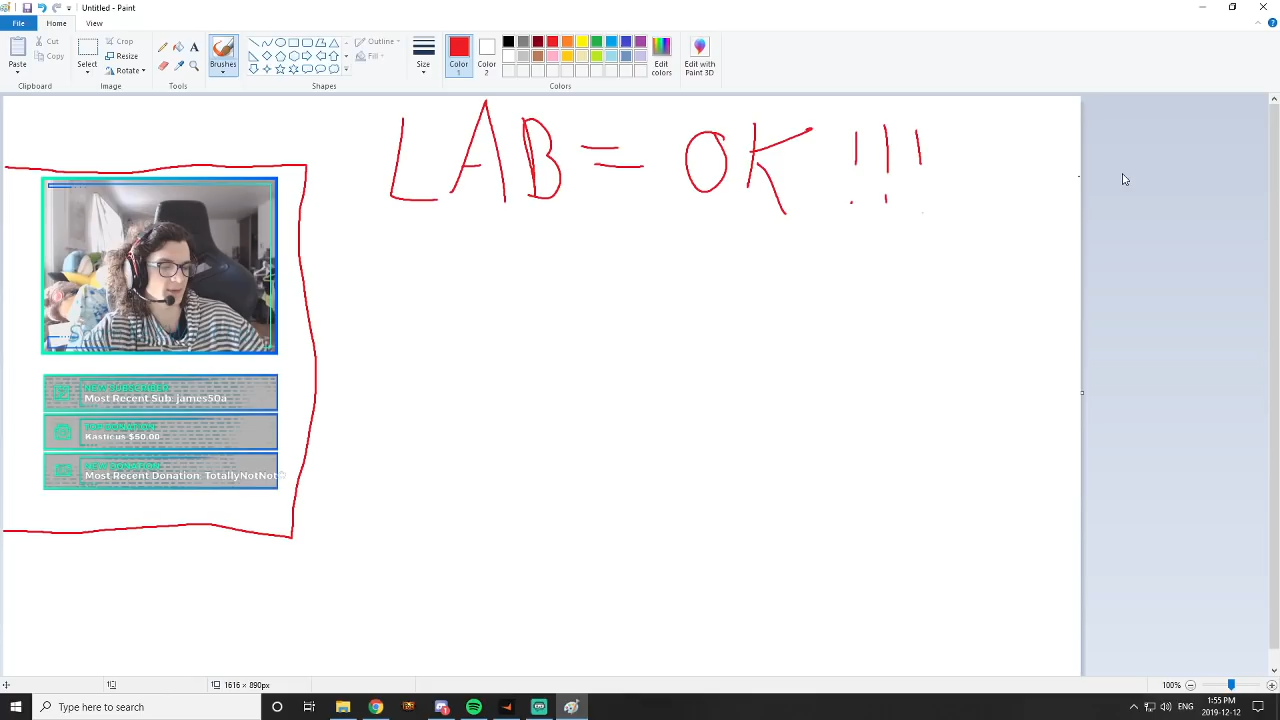 Untitled - Paint
File
Home
View
Paste
Cut
Copy
Clipboard
Select
Crop
Resize
Rotate
Image
Tools
Brushes
Outline
Fill
Shapes
Size
Color
1
Color
2
Colors
Edit
colors
Edit with
Paint 3D
LAB = OK !!!
NEW SUBSCRIBER
Most Recent Sub: james50a
TOP DONATION
Kasticus $50.00
NEW DONATION
Most Recent Donation: TotallyNotNot
1616 × 890px
100%
Type here to search
ENG
1:55 PM
2019-12-12